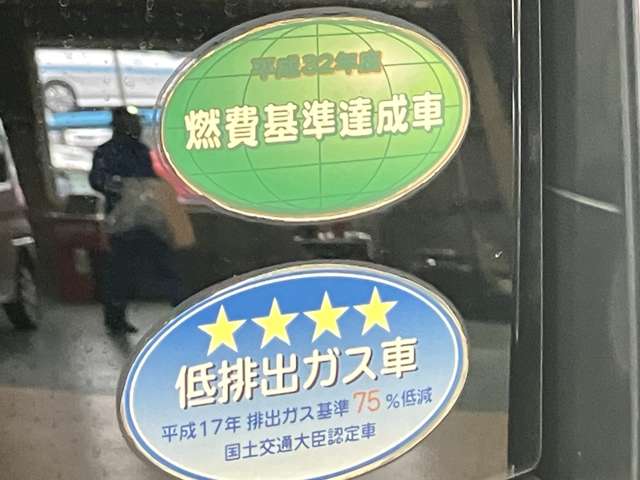 平成32年度
燃費基準達成車
低排出ガス車
平成17年 排出ガス基準 75 %低減
国土交通大臣認定車